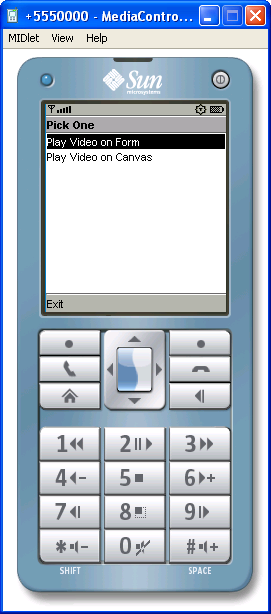 +5550000 - MediaContro...
MIDlet View Help
Sun
microsystems
Pick One
Play Video on Form
Play Video on Canvas
Exit
1 2 3
4- 5 6+
7 8 9
*- 0 #+
SHIFT SPACE